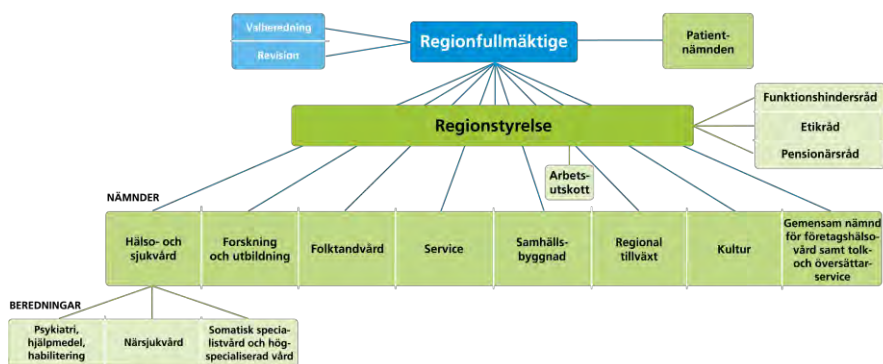 Valberedning
Revision
Regionfullmäktige
Patient-
nämnden
Regionstyrelse
Funktionshindersråd
Etikråd
Pensionärsråd
Arbets-
utskott
NÄMNDER
Hälso- och
sjukvård
Forskning
och utbildning
Folktandvård
Service
Samhälls-
byggnad
Regional
tillväxt
Kultur
Gemensam nämnd
för företagshälso-
vård samt tolk-
och översättar-
service
BEREDNINGAR
Psykiatri,
hjälpmedel,
habilitering
Närsjukvård
Somatisk specia-
listvård och hög-
specialiserad vård